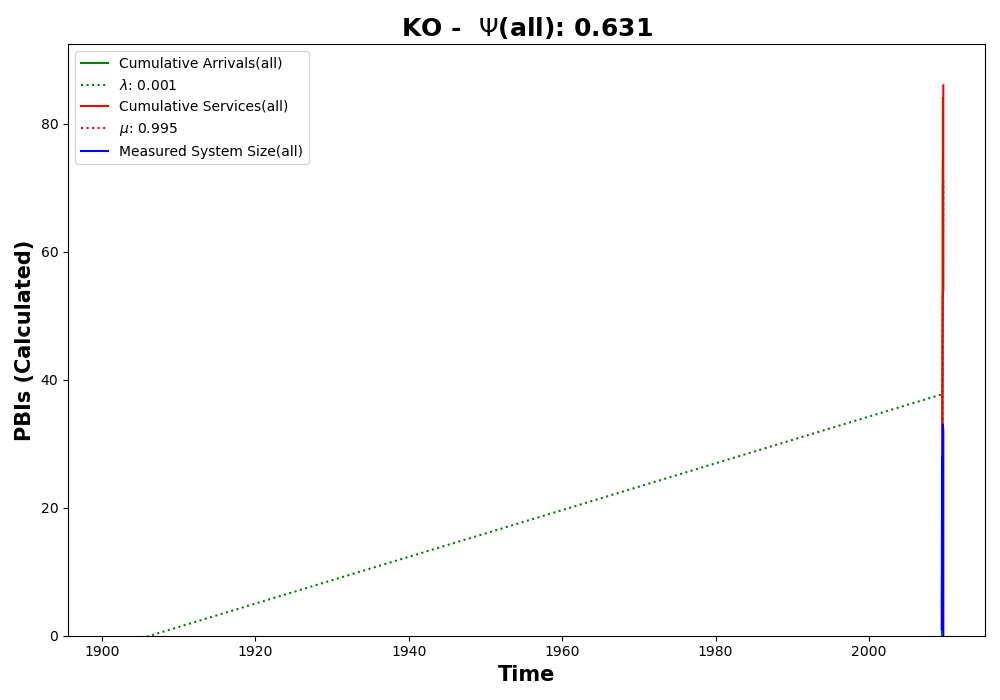 KO - Ψ(all): 0.631
Cumulative Arrivals(all)
λ: 0.001
Cumulative Services(all)
μ: 0.995
Measured System Size(all)
PBIs (Calculated)
80
60
40
20
0
1900 1920 1940 1960 1980 2000
Time